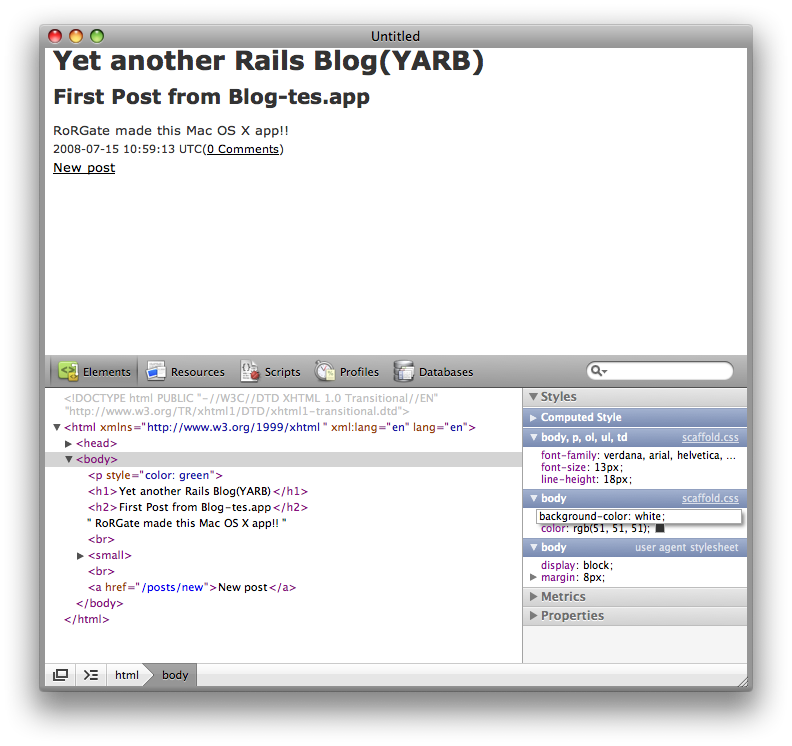 Untitled
Yet another Rails Blog(YARB)
First Post from Blog-tes.app
RoRGate made this Mac OS X app!!
2008-07-15 10:59:13 UTC(0 Comments)
New post
Elements Resources Scripts Profiles Databases
<!DOCTYPE html PUBLIC "-//W3C//DTD XHTML 1.0 Transitional//EN"
"http://www.w3.org/TR/xhtml1/DTD/xhtml1-transitional.dtd">
<html xmlns="http://www.w3.org/1999/xhtml" xml:lang="en" lang="en">
<head>
<body>
<p style="color: green">
<h1>Yet another Rails Blog(YARB)</h1>
<h2>First Post from Blog-tes.app</h2>
" RoRGate made this Mac OS X app!! "
<br>
<small>
<br>
<a href="/posts/new">New post</a>
</body>
</html>
Styles
Computed Style
body, p, ol, ul, td scaffold.css
font-family: verdana, arial, helvetica, ...
font-size: 13px;
line-height: 18px;
body scaffold.css
background-color: white;
color: rgb(51, 51, 51);
body user agent stylesheet
display: block;
margin: 8px;
Metrics
Properties
html body